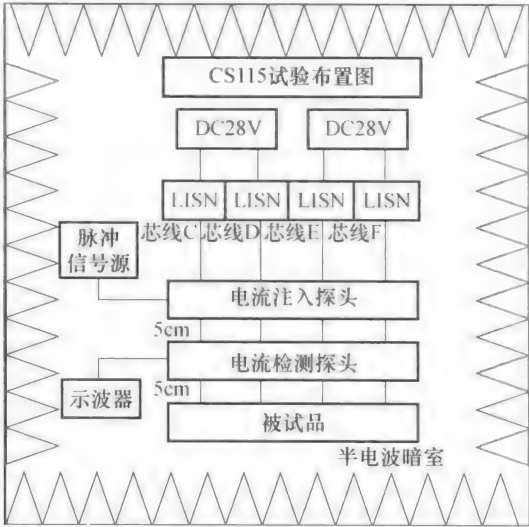 CS115试验布置图
DC28V DC28V
LISN LISN LISN LISN
芯线C 芯线D 芯线E 芯线F
脉冲
信号源
电流注入探头
5cm
电流检测探头
示波器
5cm
被试品
半电波暗室